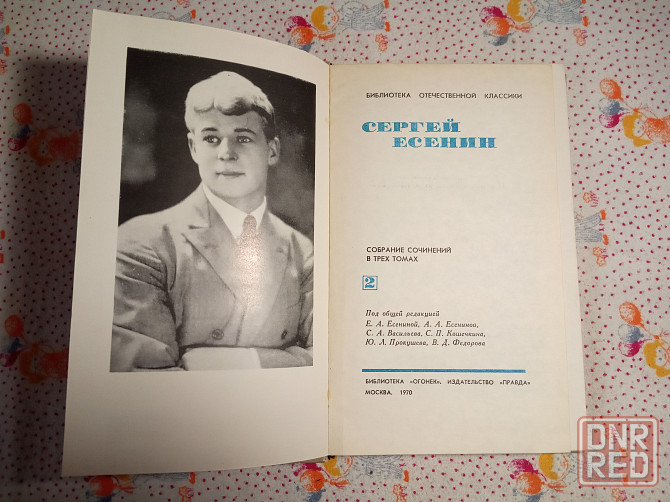 БИБЛИОТЕКА ОТЕЧЕСТВЕННОЙ КЛАССИКИ
СЕРГЕЙ
ЕСЕНИН
СОБРАНИЕ СОЧИНЕНИЙ
В ТРЕХ ТОМАХ
2
Под общей редакцией
Е. А. Есениной, А. А. Есениной,
С. А. Васильева, С. П. Кошечкина,
Ю. Л. Прокушева, В. Д. Федорова
БИБЛИОТЕКА «ОГОНЕК». ИЗДАТЕЛЬСТВО «ПРАВДА»
МОСКВА. 1970
DNR
RED